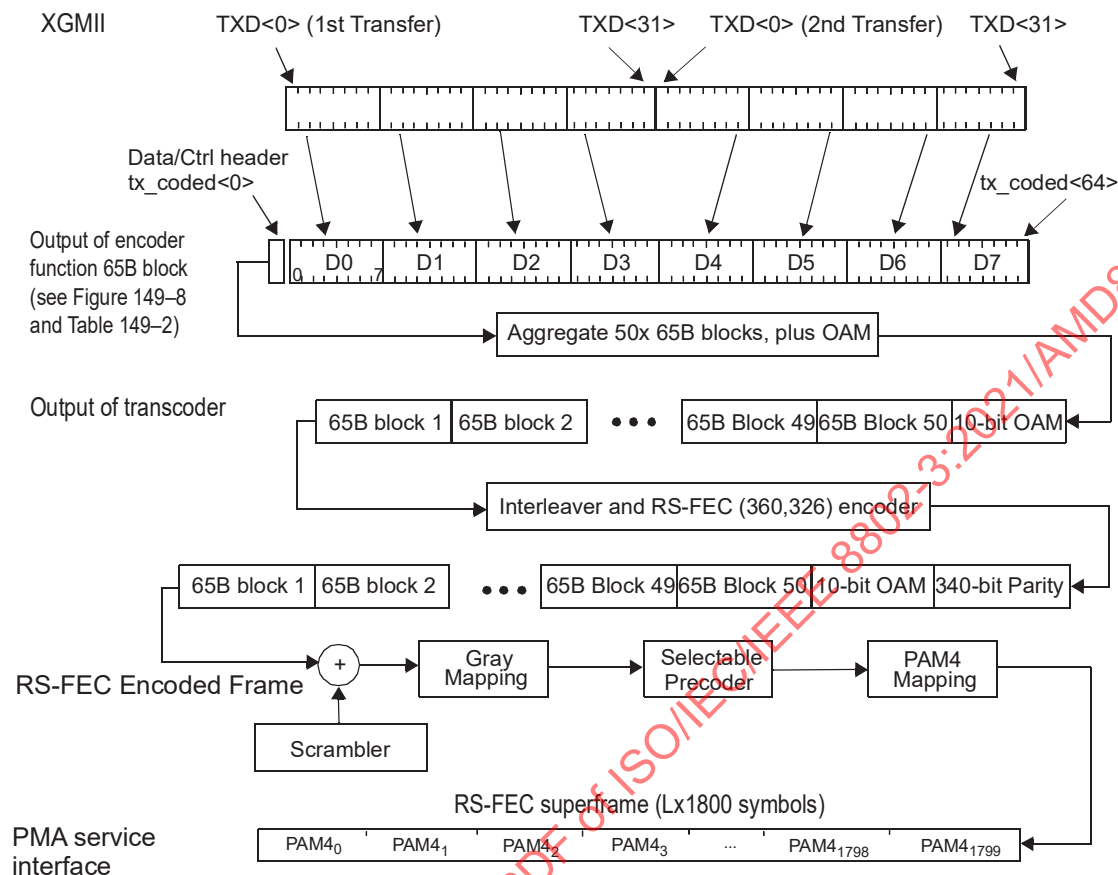 XGMII
TXD<0> (1st Transfer)
TXD<31>
TXD<0> (2nd Transfer)
TXD<31>
Data/Ctrl header
tx_coded<0>
tx_coded<64>
Output of encoder
function 65B block
(see Figure 149–8
and Table 149–2)
0 D0 7 D1 D2 D3 D4 D5 D6 D7
Aggregate 50x 65B blocks, plus OAM
Output of transcoder
65B block 1 65B block 2 ••• 65B Block 49 65B Block 50 10-bit OAM
Interleaver and RS-FEC (360,326) encoder
65B block 1 65B block 2 ••• 65B Block 49 65B Block 50 10-bit OAM 340-bit Parity
RS-FEC Encoded Frame
+
Gray
Mapping
Selectable
Precoder
PAM4
Mapping
Scrambler
RS-FEC superframe (Lx1800 symbols)
PMA service
interface
PAM4₀ PAM4₁ PAM4₂ PAM4₃ ... PAM4₁₇₉₈ PAM4₁₇₉₉
PDF of ISO/IEC/IEEE 8802-3:2021/AMD8